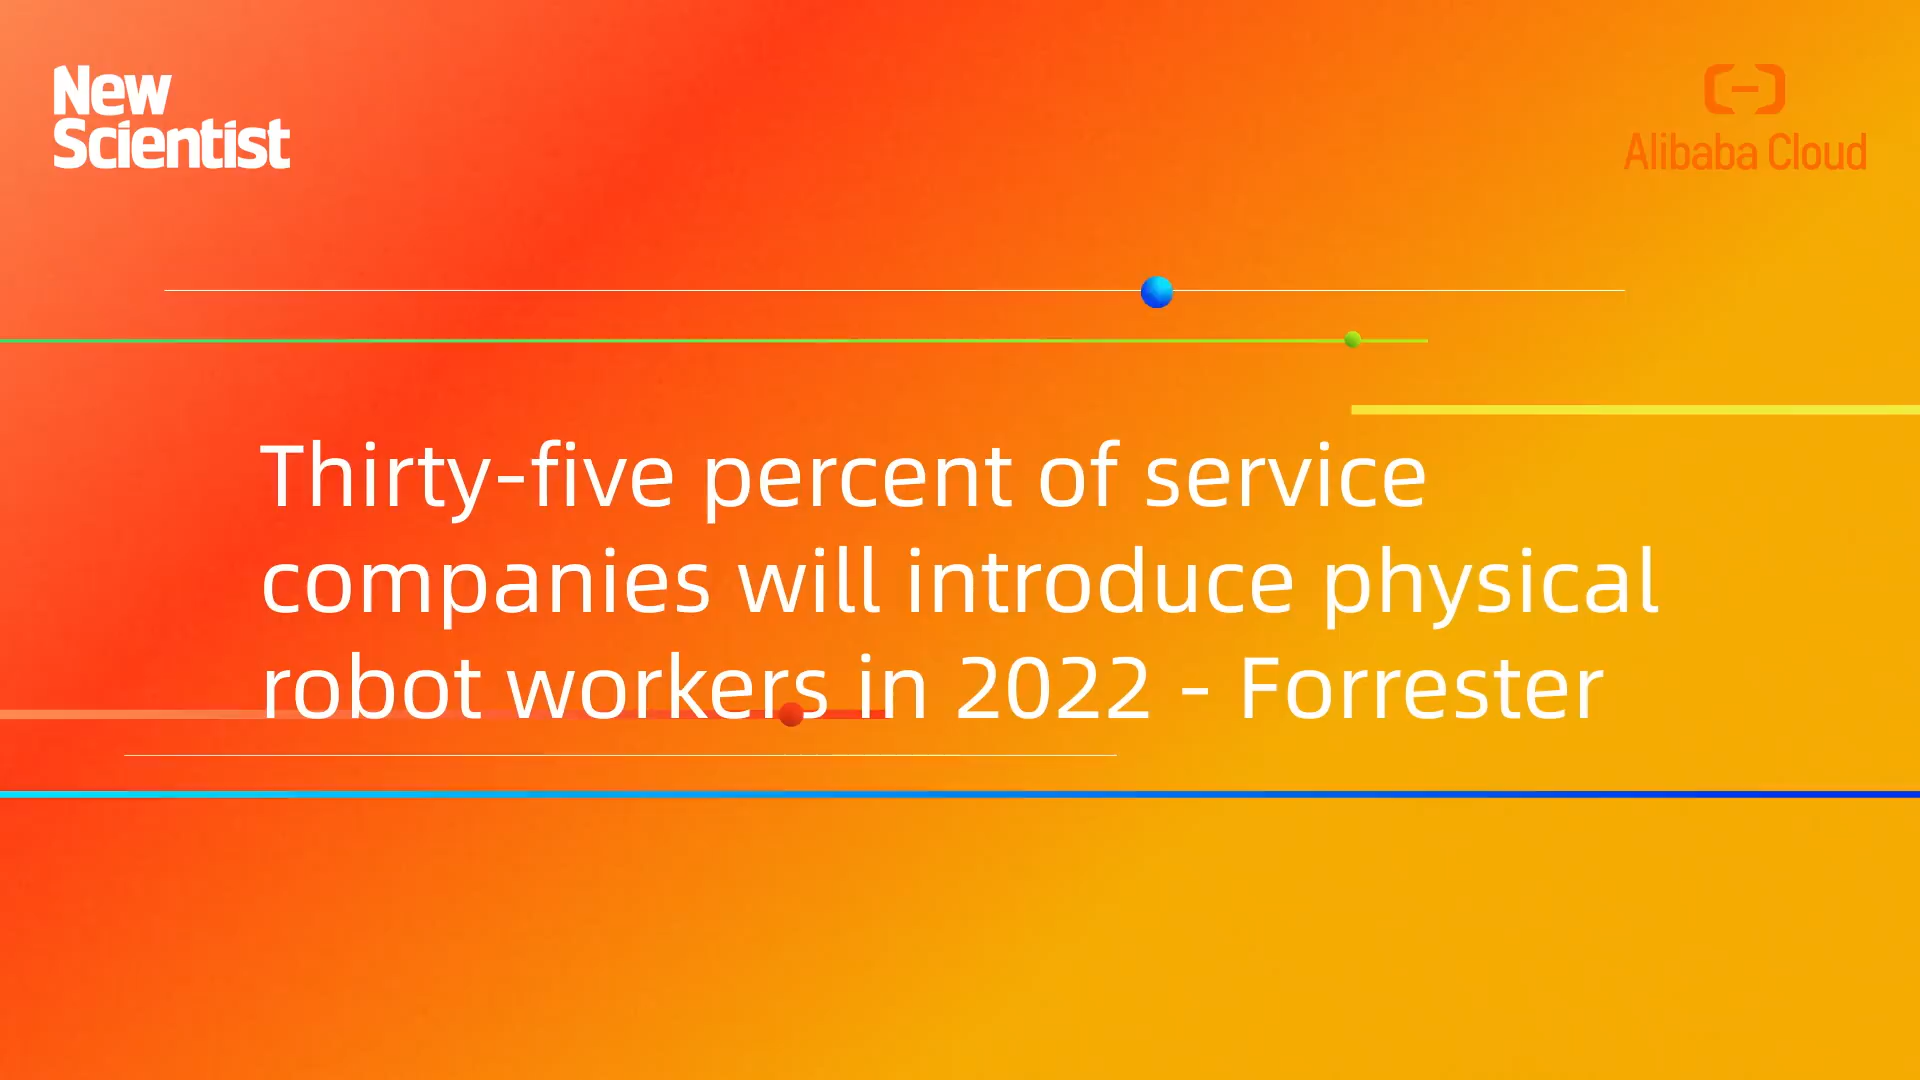 New
Scientist
Alibaba Cloud
Thirty-five percent of service
companies will introduce physical
robot workers in 2022 - Forrester